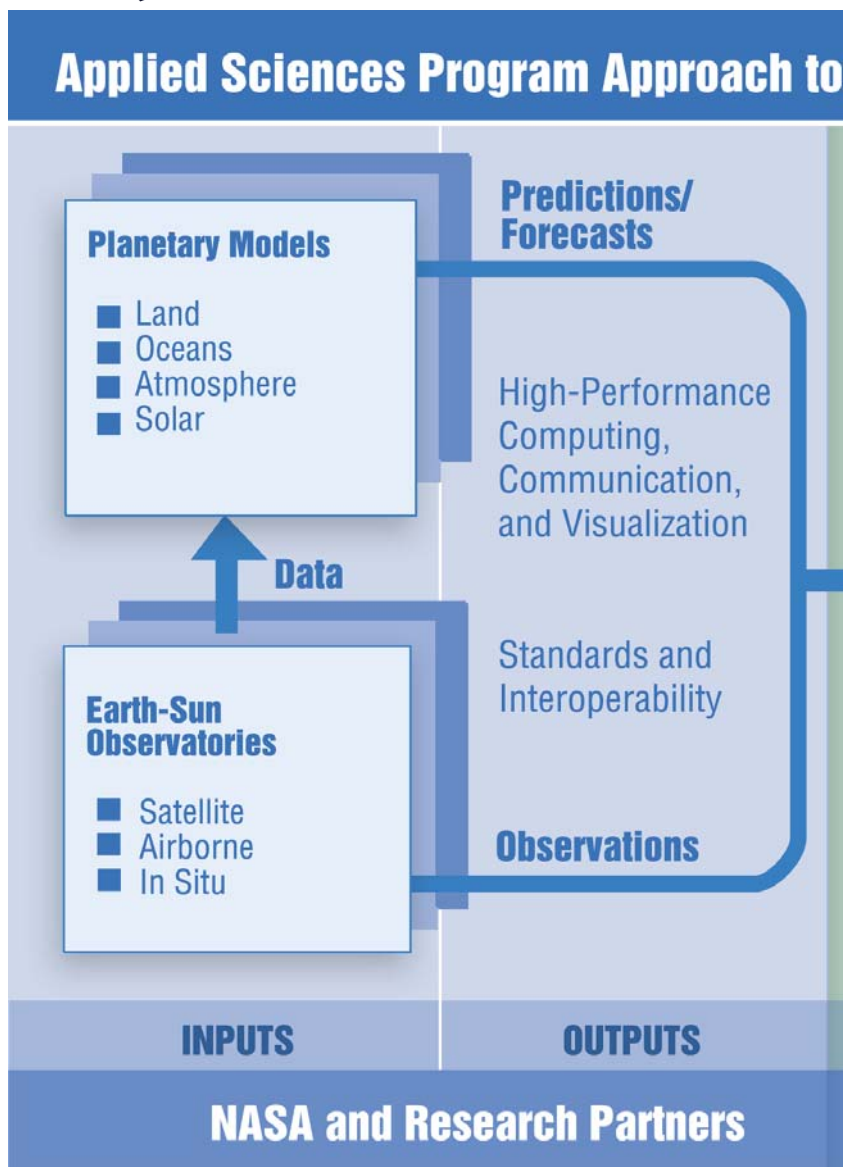 Applied Sciences Program Approach to
Planetary Models
Land
Oceans
Atmosphere
Solar
Data
Earth-Sun
Observatories
Satellite
Airborne
In Situ
Predictions/
Forecasts
High-Performance
Computing,
Communication,
and Visualization
Standards and
Interoperability
Observations
INPUTS
OUTPUTS
NASA and Research Partners